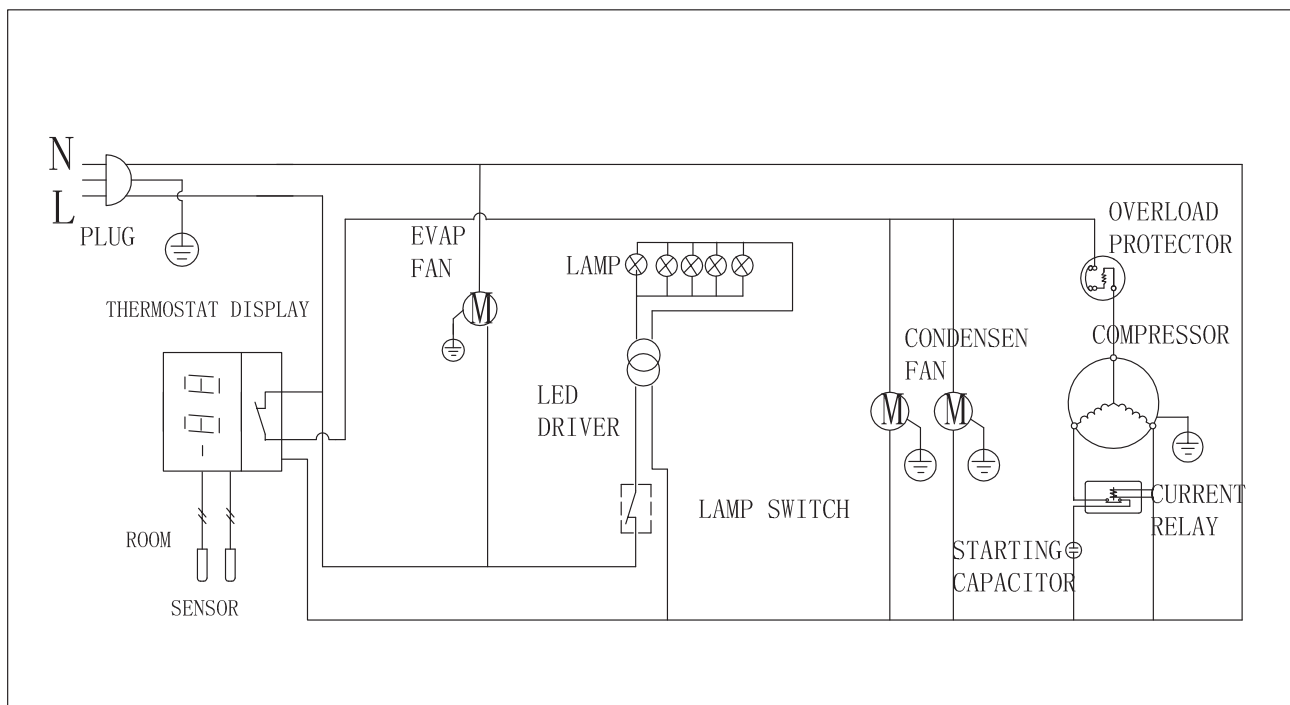 N
L
PLUG
THERMOSTAT DISPLAY
ROOM
SENSOR
EVAP
FAN
M
LAMP
LED
DRIVER
LAMP SWITCH
CONDENSEN
FAN
M
M
OVERLOAD
PROTECTOR
COMPRESSOR
CURRENT
RELAY
STARTING
CAPACITOR